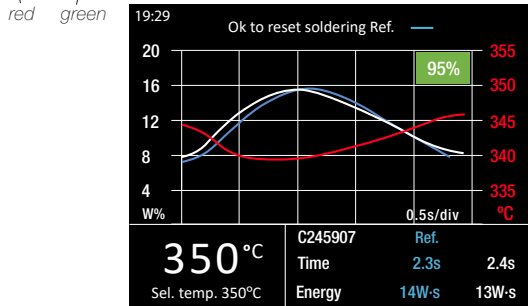 red green
19:29
Ok to reset soldering Ref.
20 355
95%
16 350
12 345
8 340
4 335
W% 0.5s/div ºC
350°C
Sel. temp. 350ºC
C245907 Ref.
Time 2.3s 2.4s
Energy 14W·s 13W·s